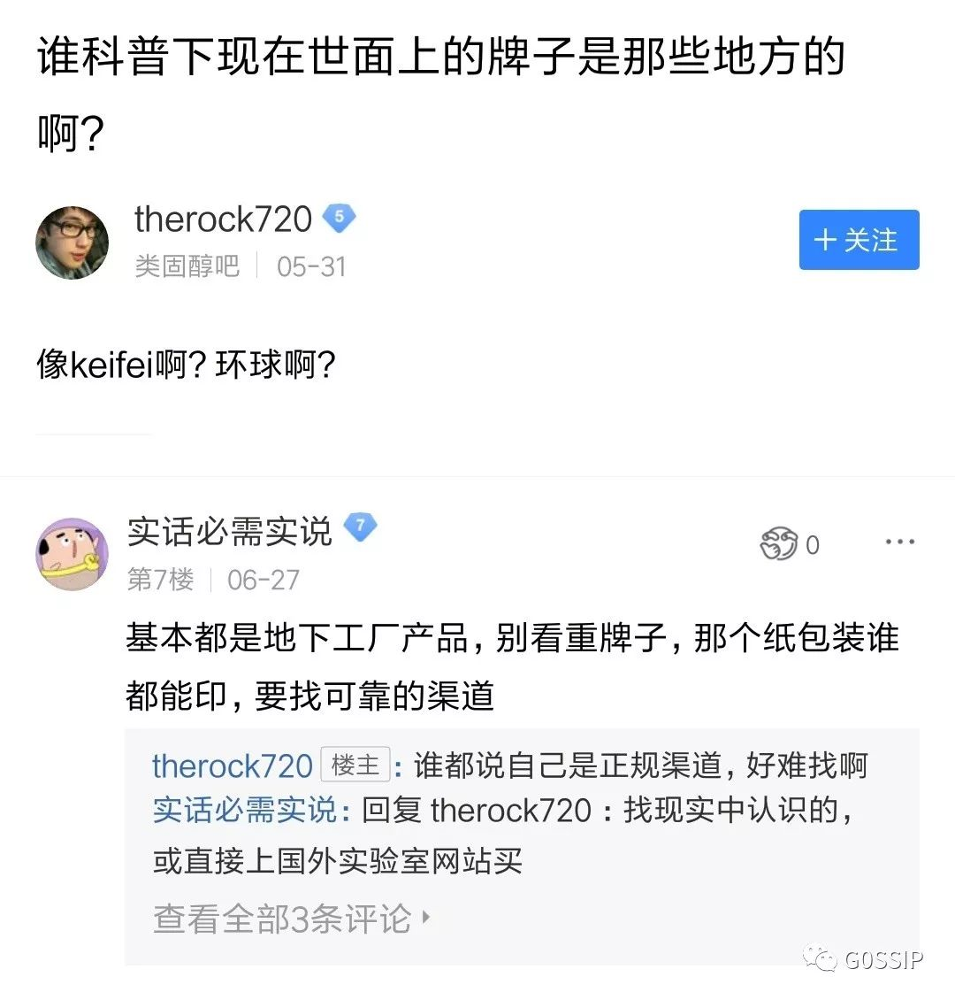 谁科普下现在世面上的牌子是那些地方的
啊?
therock720 5
类固醇吧 05-31
+关注
像keifei啊? 环球啊?
实话必需实说 7
0
第7楼 06-27
基本都是地下工厂产品, 别看重牌子, 那个纸包装谁
都能印, 要找可靠的渠道
therock720 楼主: 谁都说自己是正规渠道, 好难找啊
实话必需实说: 回复 therock720 : 找现实中认识的,
或直接上国外实验室网站买
查看全部3条评论
G0SSIP